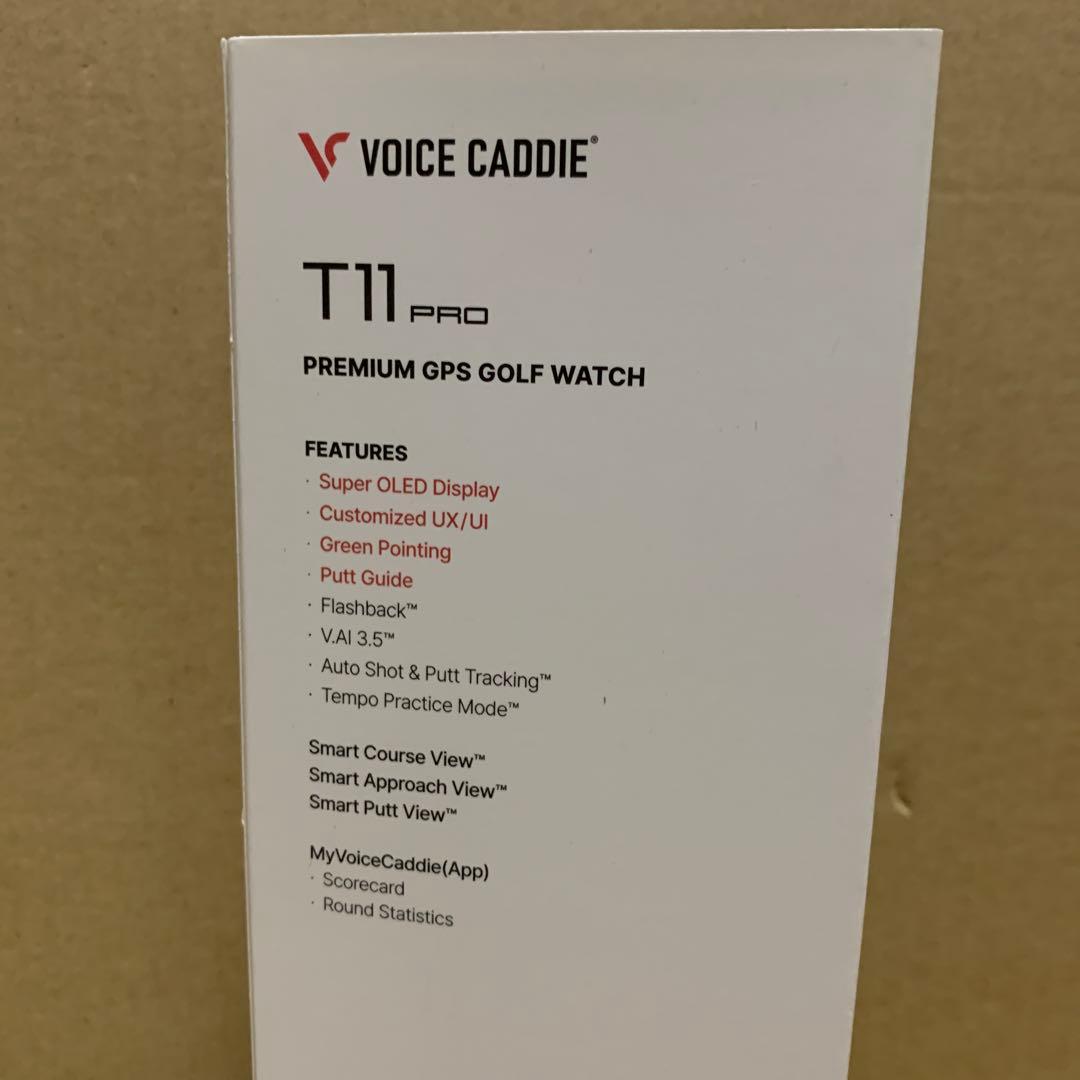 VOICE CADDIE®
T11 PRO
PREMIUM GPS GOLF WATCH
FEATURES
· Super OLED Display
· Customized UX/UI
· Green Pointing
· Putt Guide
· Flashback™
· V.AI 3.5™
· Auto Shot & Putt Tracking™
· Tempo Practice Mode™
Smart Course View™
Smart Approach View™
Smart Putt View™
MyVoiceCaddie(App)
· Scorecard
· Round Statistics